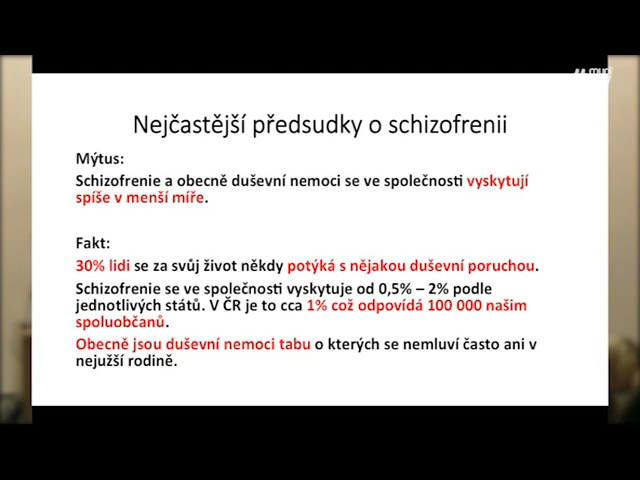 Nejčastější předsudky o schizofrenii
Mýtus:
Schizofrenie a obecně duševní nemoci se ve společnosti vyskytují
spíše v menší míře.
Fakt:
30% lidi se za svůj život někdy potýká s nějakou duševní poruchou.
Schizofrenie se ve společnosti vyskytuje od 0,5% – 2% podle
jednotlivých států. V ČR je to cca 1% což odpovídá 100 000 našim
spoluobčanů.
Obecně jsou duševní nemoci tabu o kterých se nemluví často ani v
nejužší rodině.